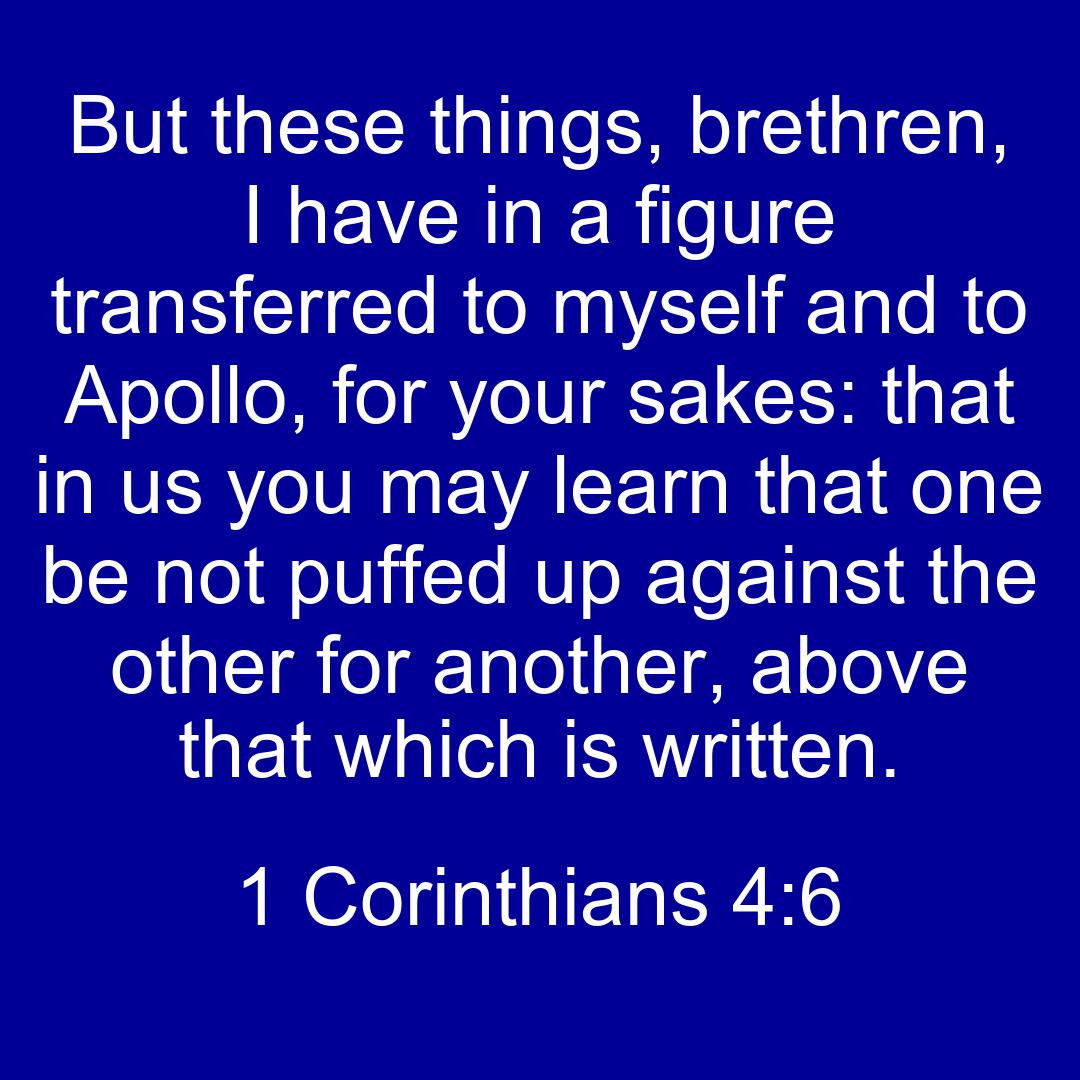 But these things, brethren,
I have in a figure
transferred to myself and to
Apollo, for your sakes: that
in us you may learn that one
be not puffed up against the
other for another, above
that which is written.
1 Corinthians 4:6